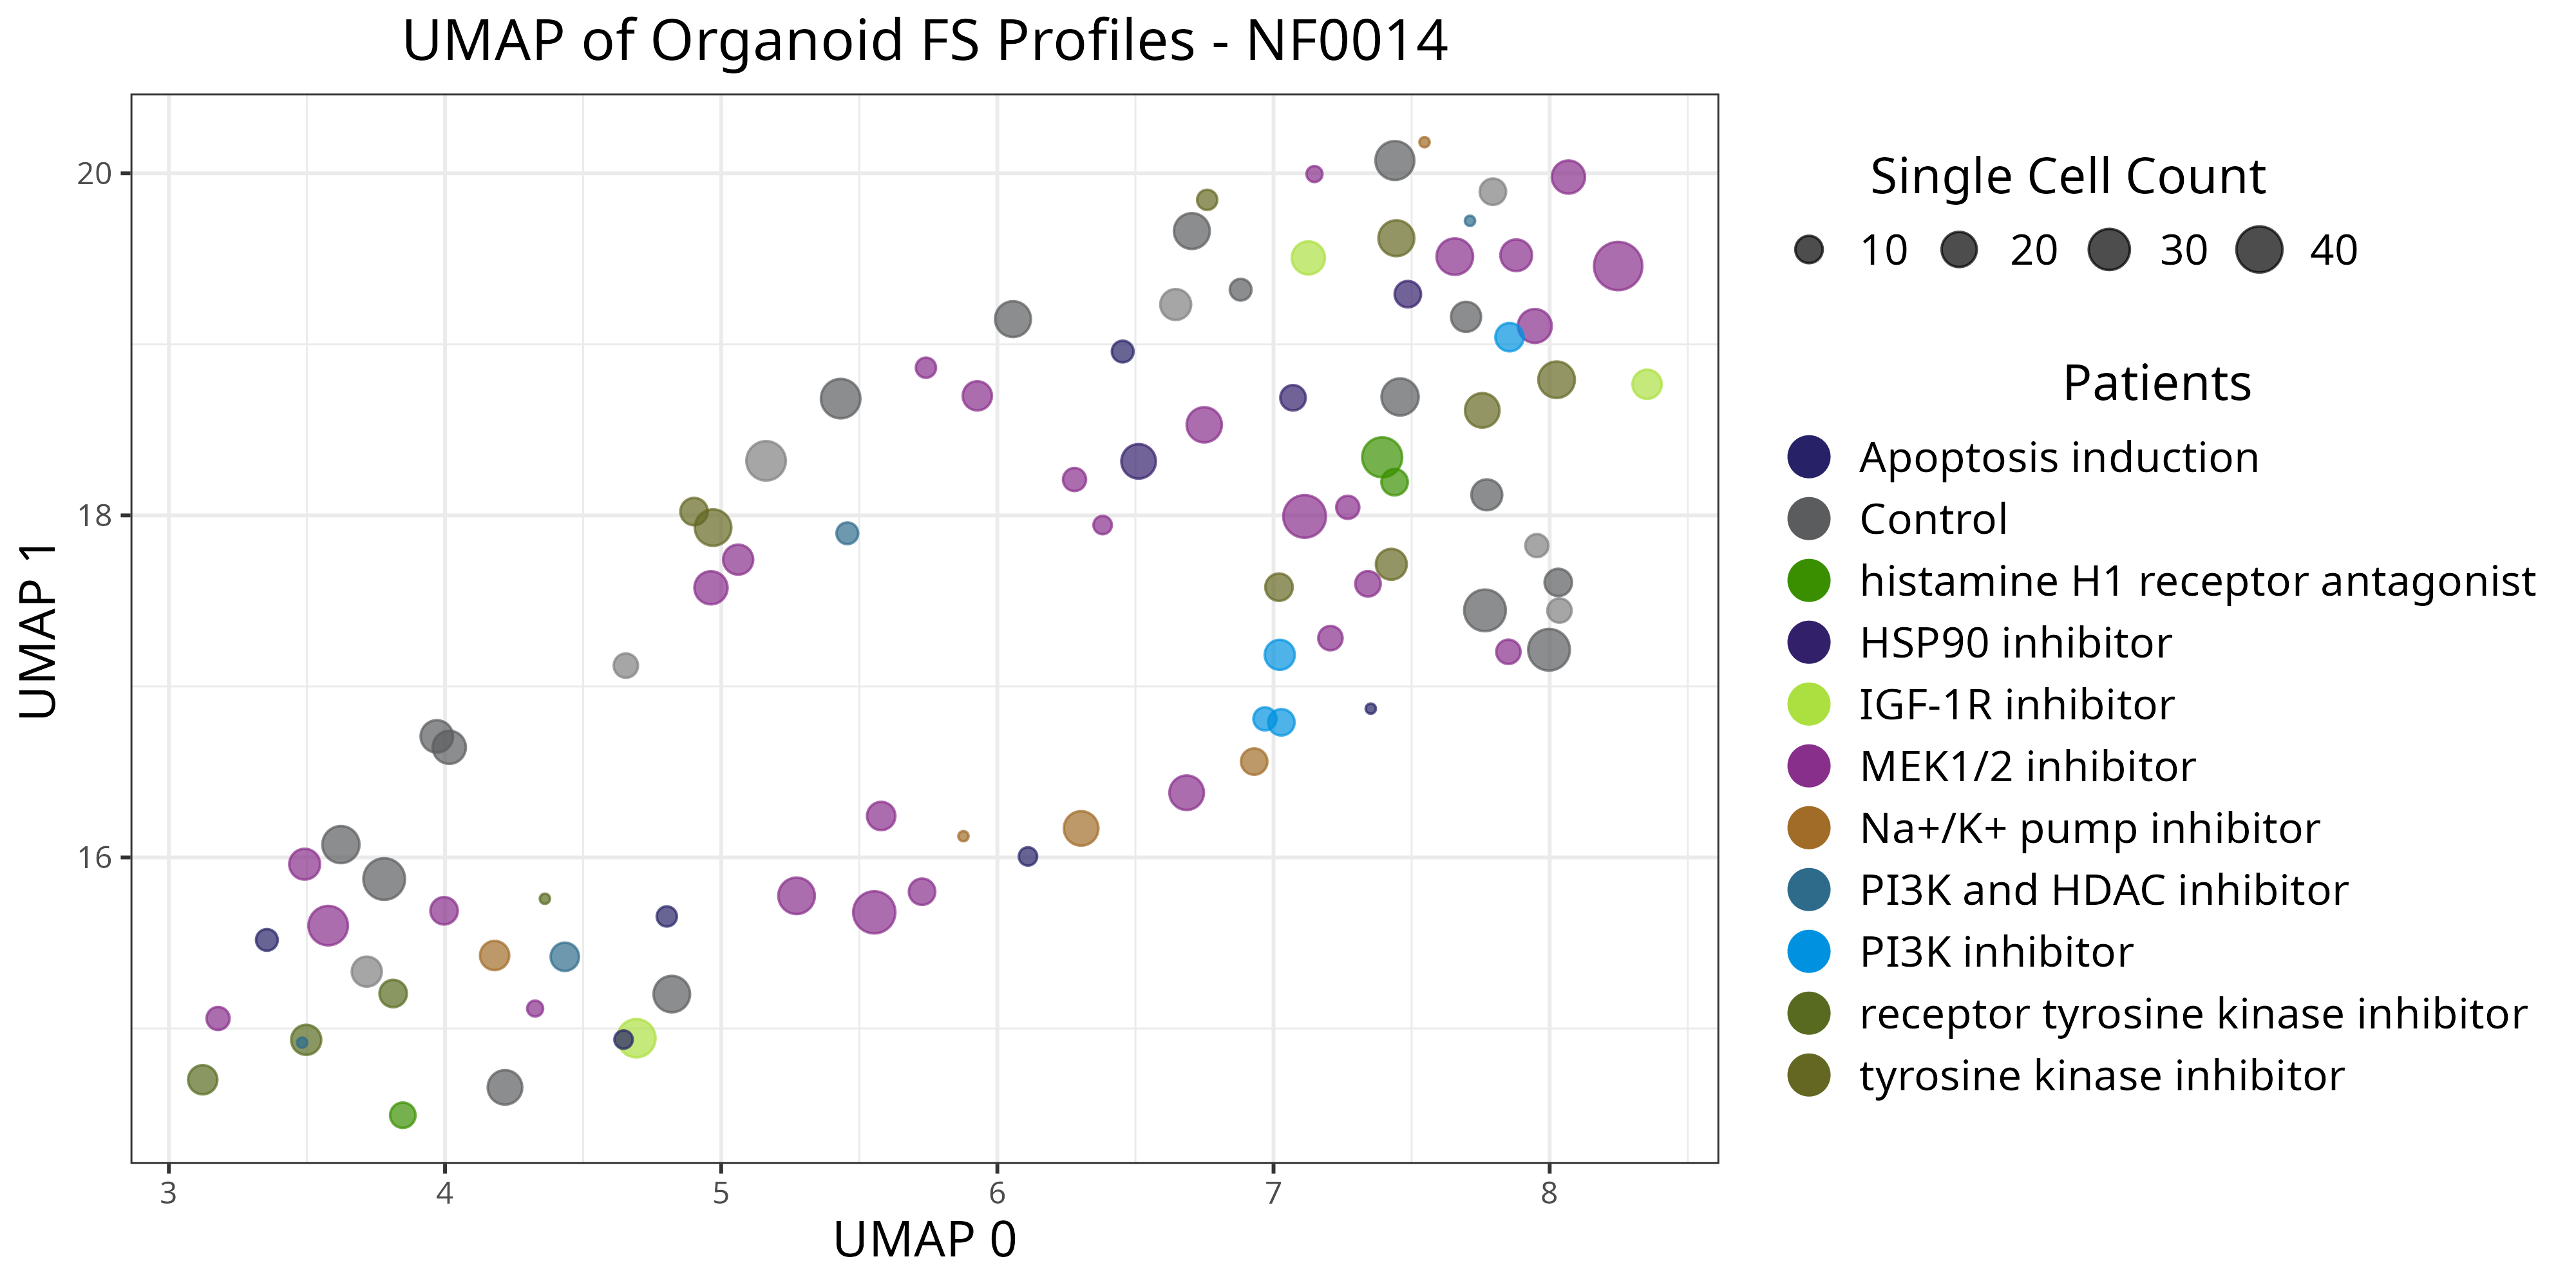 UMAP of Organoid FS Profiles - NF0014
20
18
16
UMAP 1
3 4 5 6 7 8
UMAP 0
Single Cell Count
10 20 30 40
Patients
Apoptosis induction
Control
histamine H1 receptor antagonist
HSP90 inhibitor
IGF-1R inhibitor
MEK1/2 inhibitor
Na+/K+ pump inhibitor
PI3K and HDAC inhibitor
PI3K inhibitor
receptor tyrosine kinase inhibitor
tyrosine kinase inhibitor